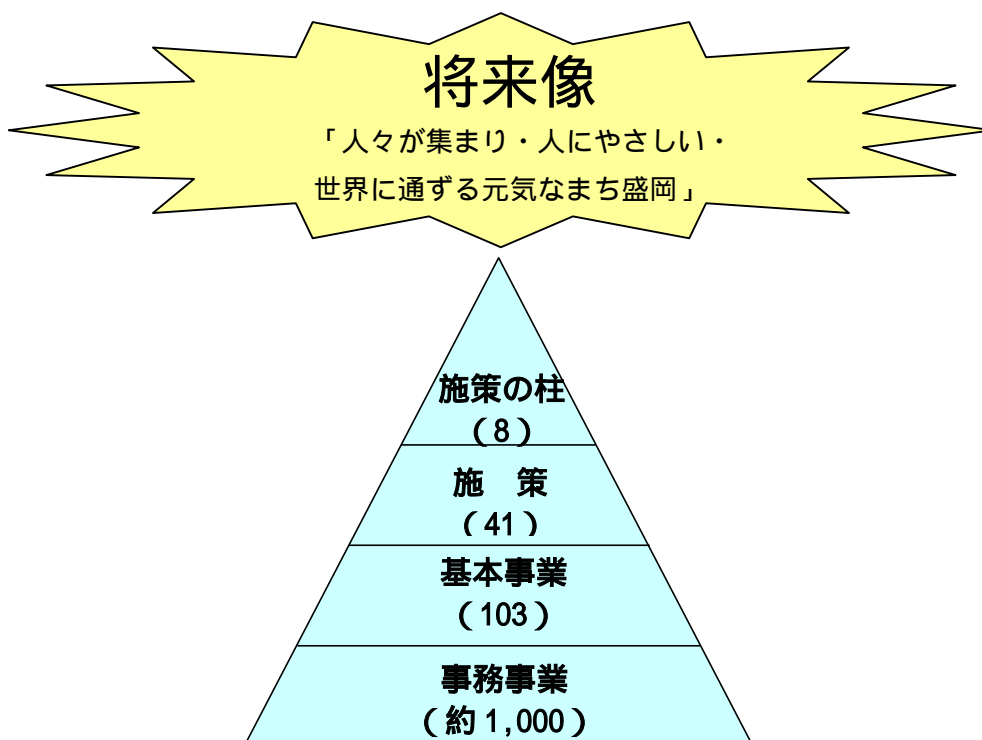 将来像
「人々が集まり・人にやさしい・
世界に通ずる元気なまち盛岡」
施策の柱
(8)
施　策
(41)
基本事業
(103)
事務事業
(約1,000)